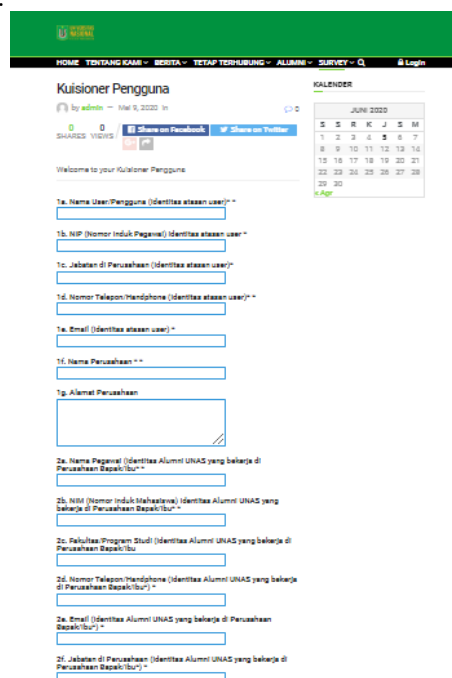 UNIVERSITAS
NASIONAL
HOME TENTANG KAMI BERITA TETAP TERHUBUNG ALUMNI SURVEY Login
Kuisioner Pengguna
by admin — Mei 9, 2020 in 0
0 SHARES 0 VIEWS Share on Facebook Share on Twitter
Welcome to your Kuisioner Pengguna
1a. Nama User/Pengguna (Identitas atasan user)* *
1b. NIP (Nomor Induk Pegawai) Identitas atasan user *
1c. Jabatan di Perusahaan (Identitas atasan user)*
1d. Nomor Telepon/Handphone (Identitas atasan user)* *
1e. Email (Identitas atasan user) *
1f. Nama Perusahaan * *
1g. Alamat Perusahaan
2a. Nama Pegawai (Identitas Alumni UNAS yang bekerja di
Perusahaan Bapak/Ibu* *
2b. NIM (Nomor Induk Mahasiswa) Identitas Alumni UNAS yang
bekerja di Perusahaan Bapak/Ibu* *
2c. Fakultas/Program Studi (Identitas Alumni UNAS yang bekerja di
Perusahaan Bapak/Ibu
2d. Nomor Telepon/Handphone (Identitas Alumni UNAS yang bekerja
di Perusahaan Bapak/Ibu*) *
2e. Email (Identitas Alumni UNAS yang bekerja di Perusahaan
Bapak/Ibu*) *
2f. Jabatan di Perusahaan (Identitas Alumni UNAS yang bekerja di
Perusahaan Bapak/Ibu*) *
KALENDER
JUNI 2020
S S R K J S M
1 2 3 4 5 6 7
8 9 10 11 12 13 14
15 16 17 18 19 20 21
22 23 24 25 26 27 28
29 30
« Apr